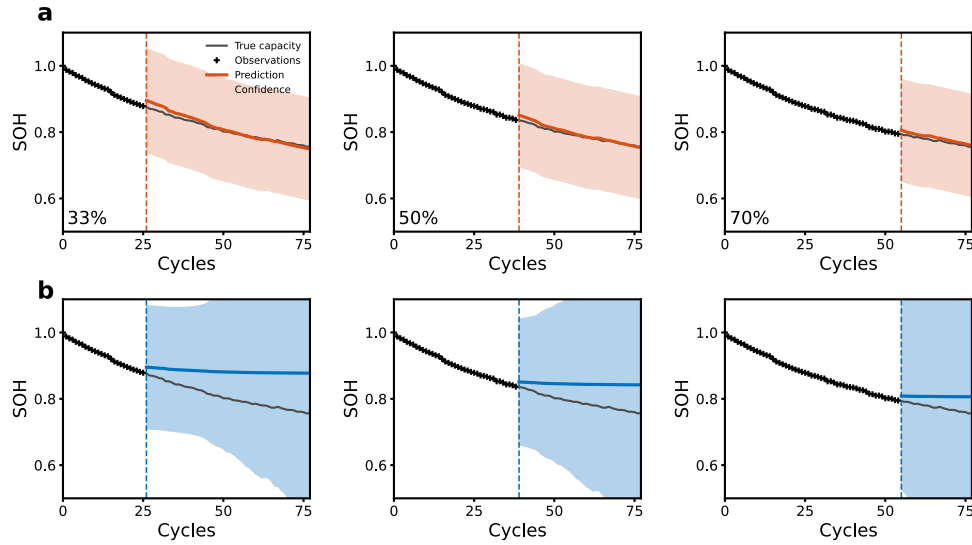 a
True capacity
Observations
Prediction
Confidence
SOH
1.0
0.8
0.6
33%
0 25 50 75
Cycles
SOH
1.0
0.8
0.6
50%
0 25 50 75
Cycles
SOH
1.0
0.8
0.6
70%
0 25 50 75
Cycles
b
SOH
1.0
0.8
0.6
0 25 50 75
Cycles
SOH
1.0
0.8
0.6
0 25 50 75
Cycles
SOH
1.0
0.8
0.6
0 25 50 75
Cycles